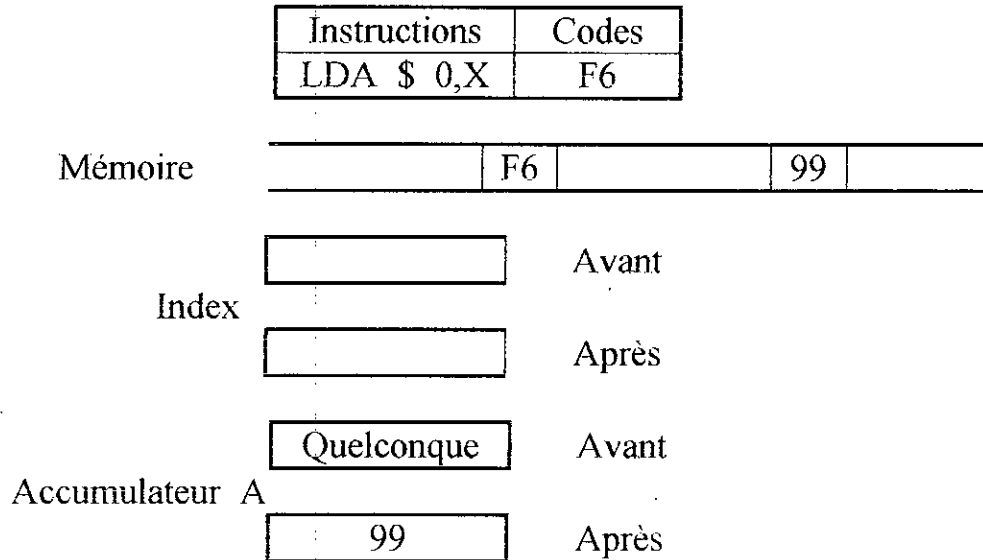 Instructions Codes
LDA $ 0,X F6
Mémoire F6 99
Avant
Index
Après
Quelconque Avant
Accumulateur A
99 Après